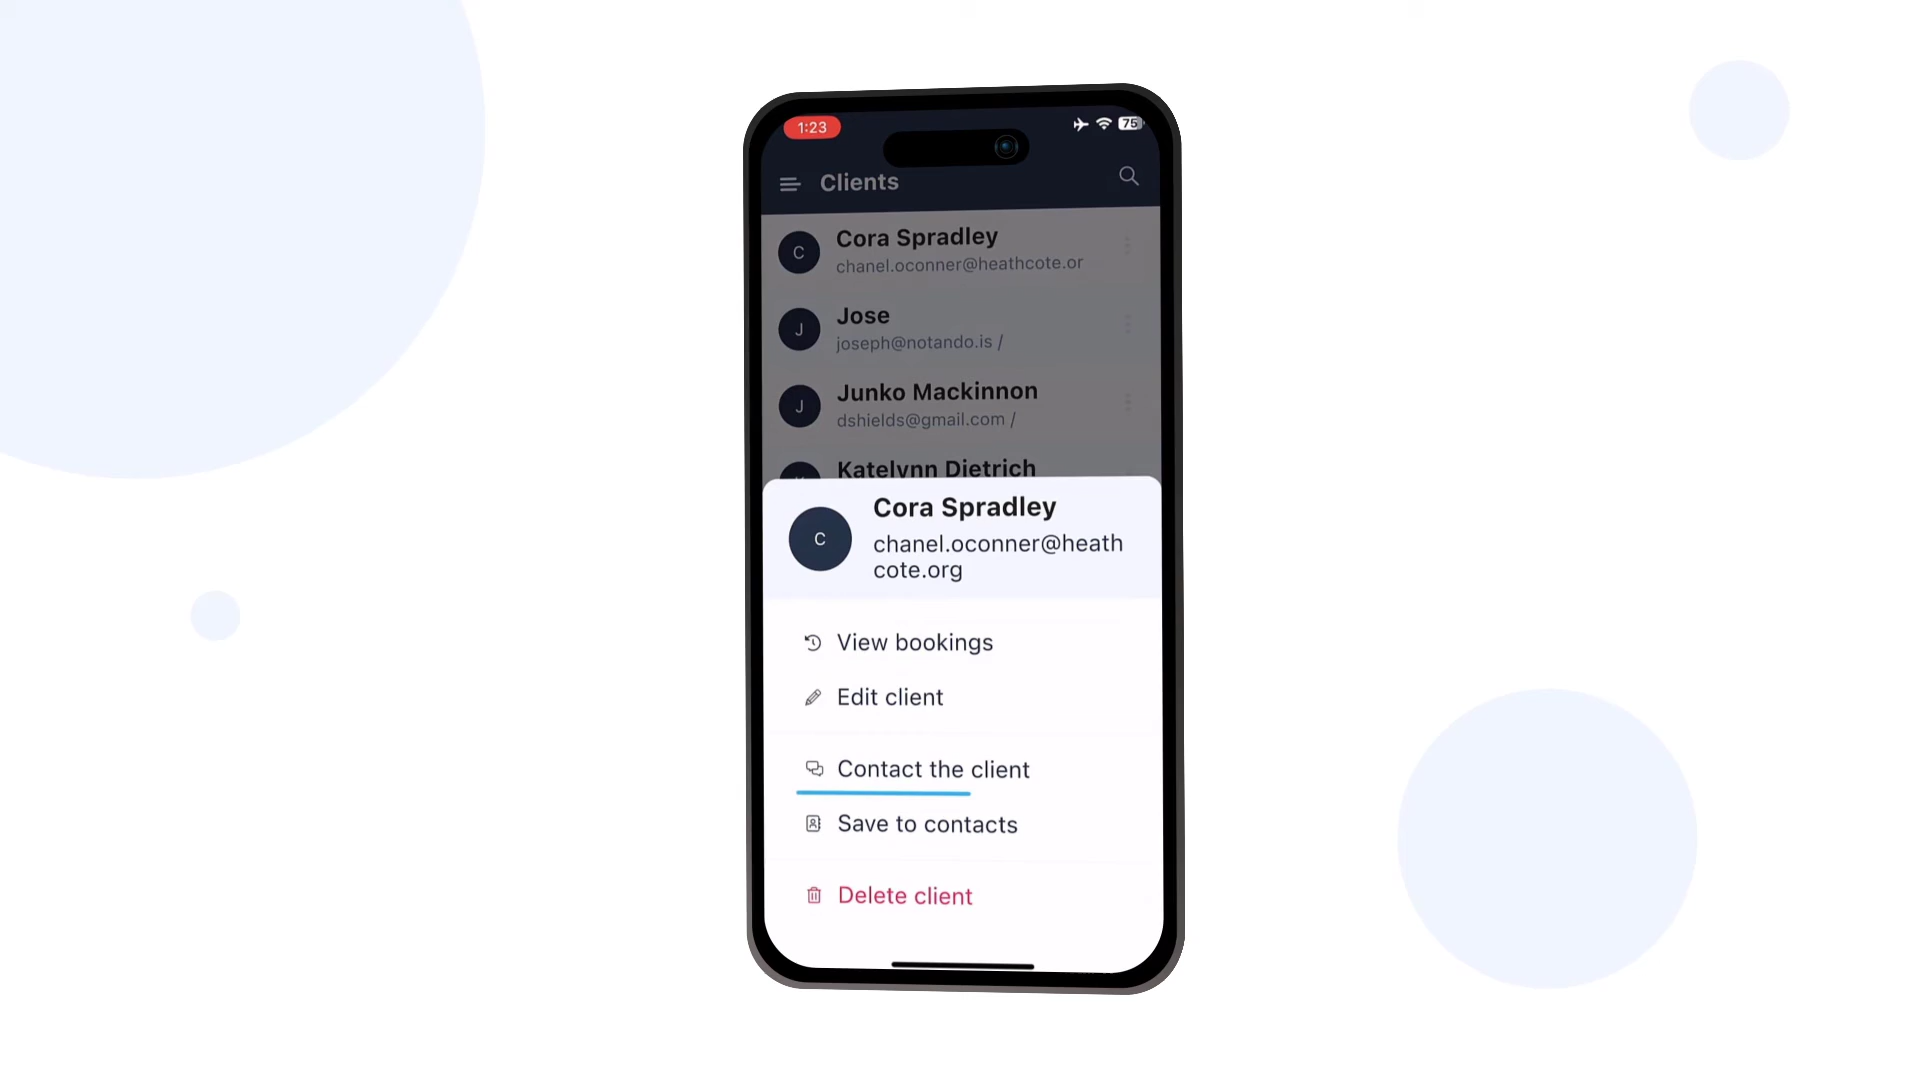 1:23
75
Clients
C
Cora Spradley
chanel.oconner@heathcote.or
J
Jose
joseph@notando.is /
J
Junko Mackinnon
dshields@gmail.com /
Katelynn Dietrich
C
Cora Spradley
chanel.oconner@heath
cote.org
View bookings
Edit client
Contact the client
Save to contacts
Delete client